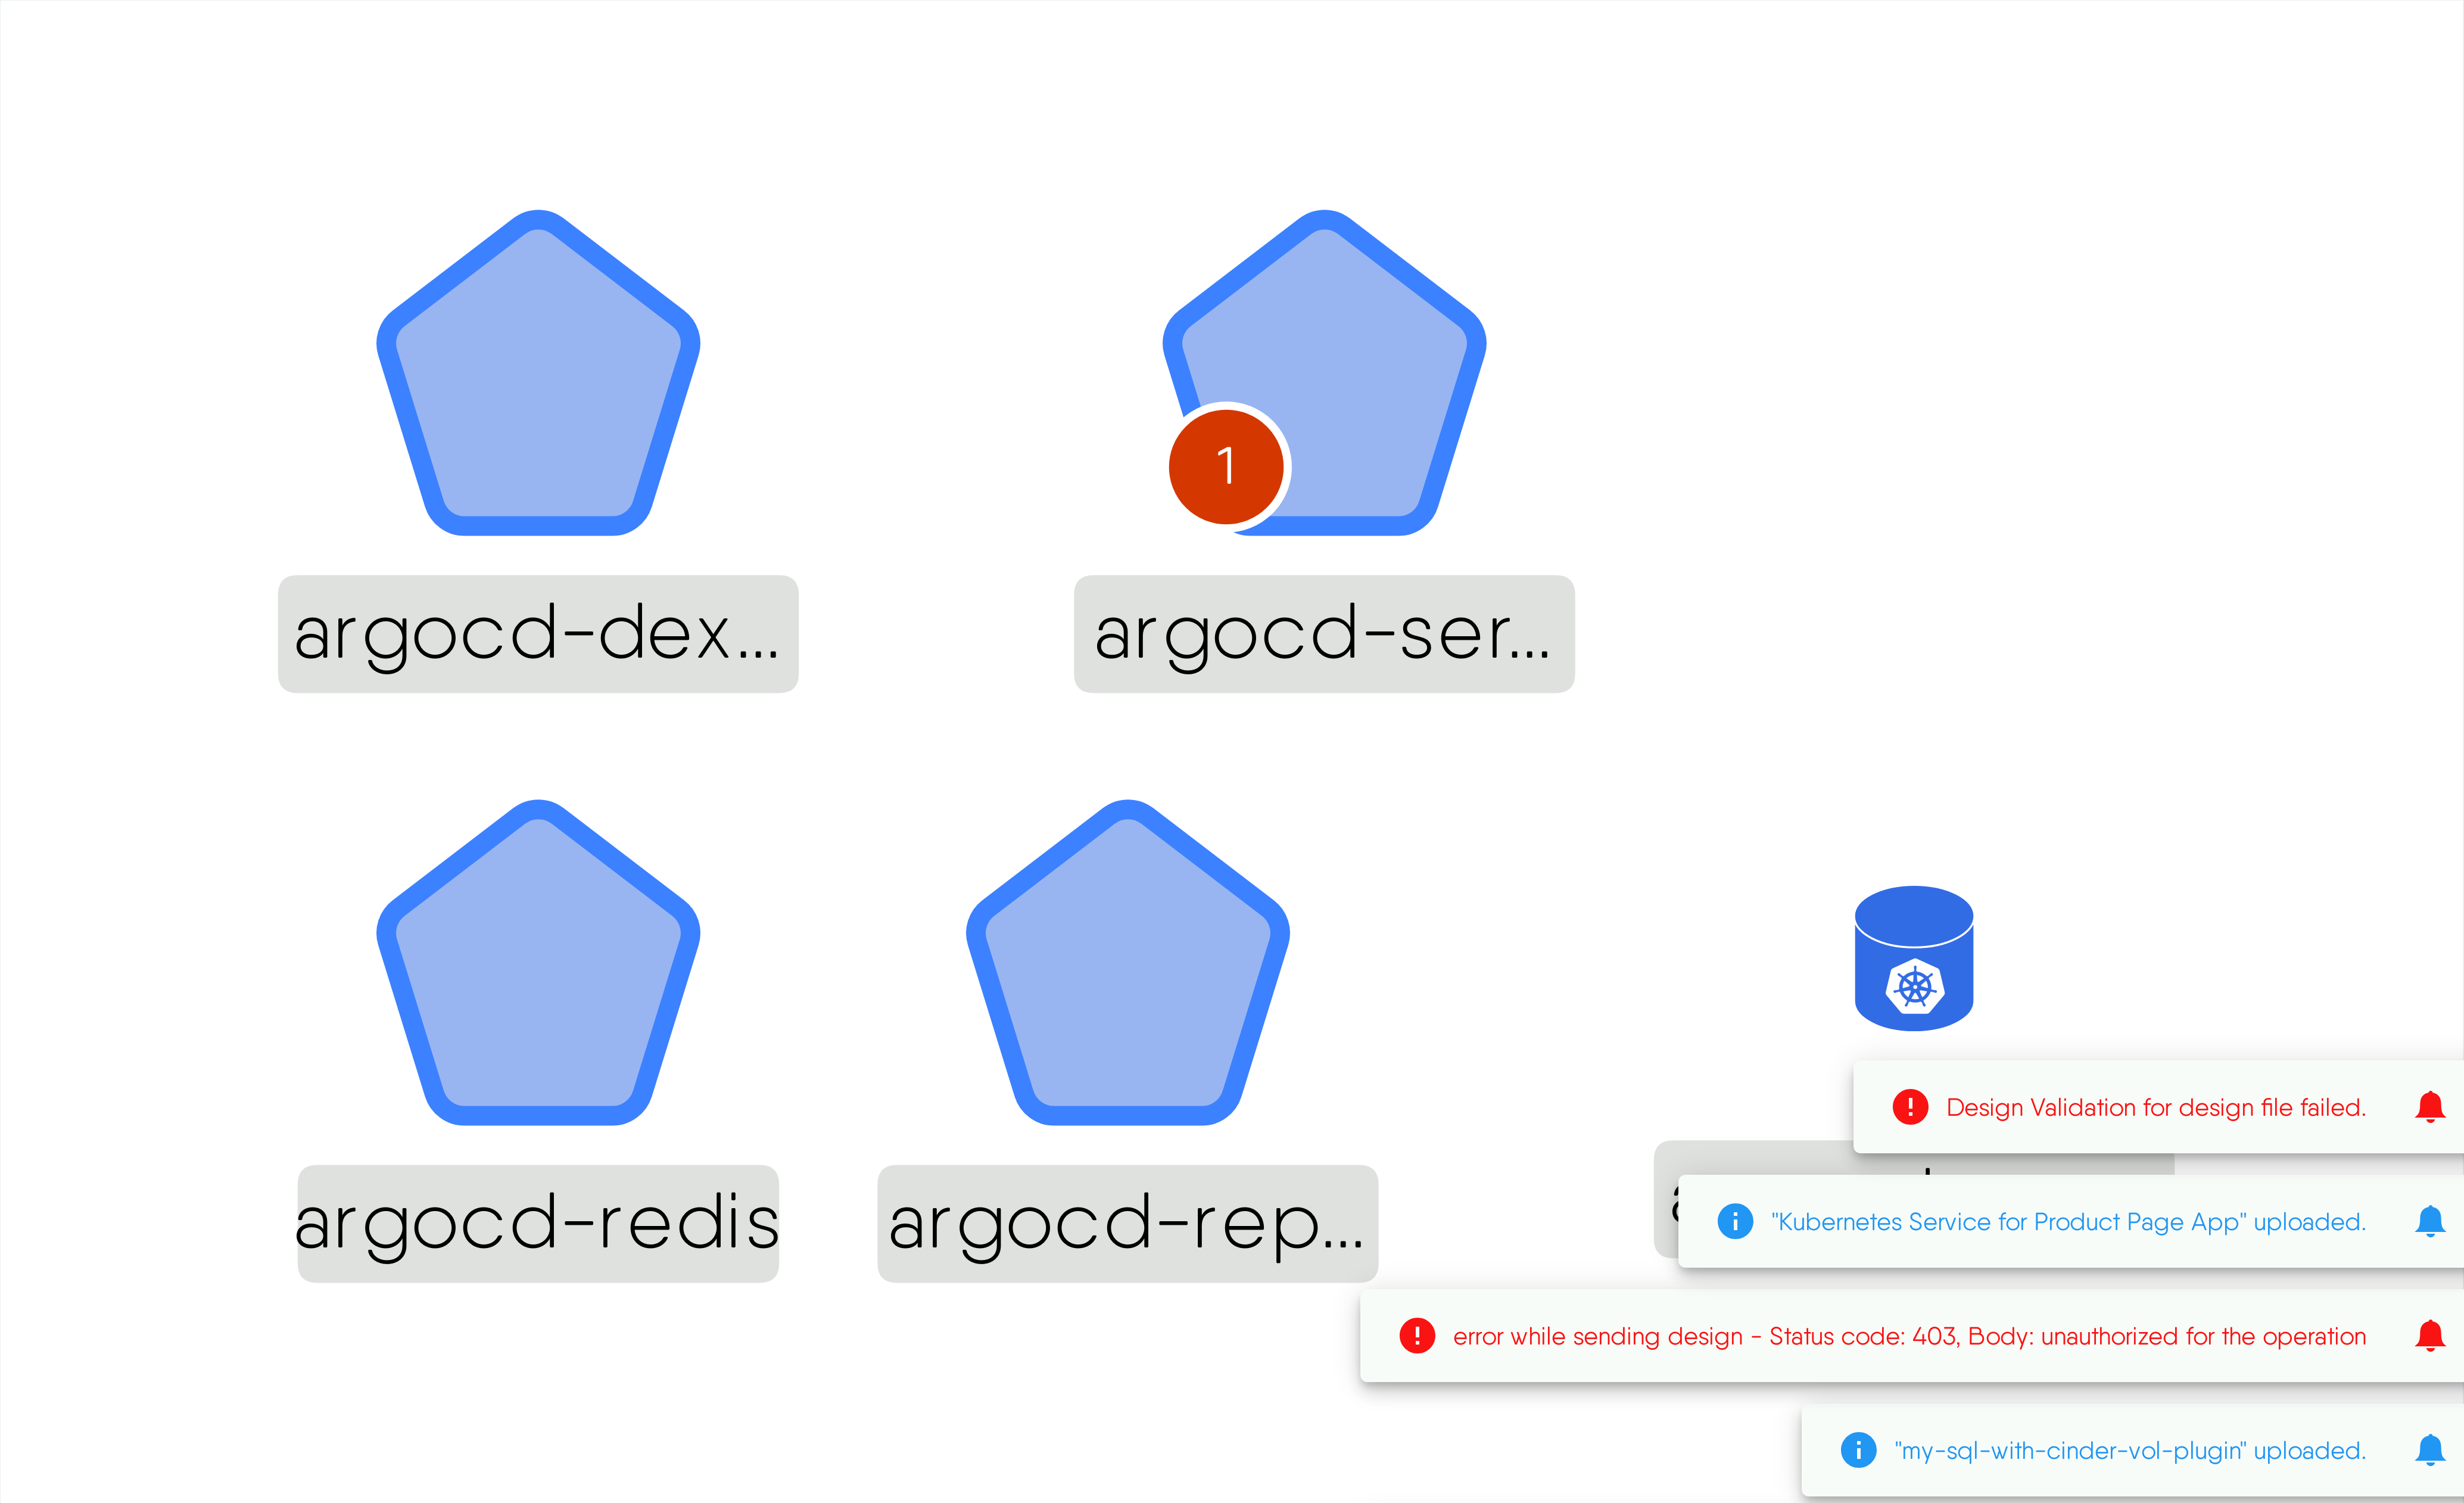 1
argocd-dex...
argocd-ser...
argocd-redis
argocd-rep...
Design Validation for design file failed.
"Kubernetes Service for Product Page App" uploaded.
error while sending design - Status code: 403, Body: unauthorized for the operation
"my-sql-with-cinder-vol-plugin" uploaded.